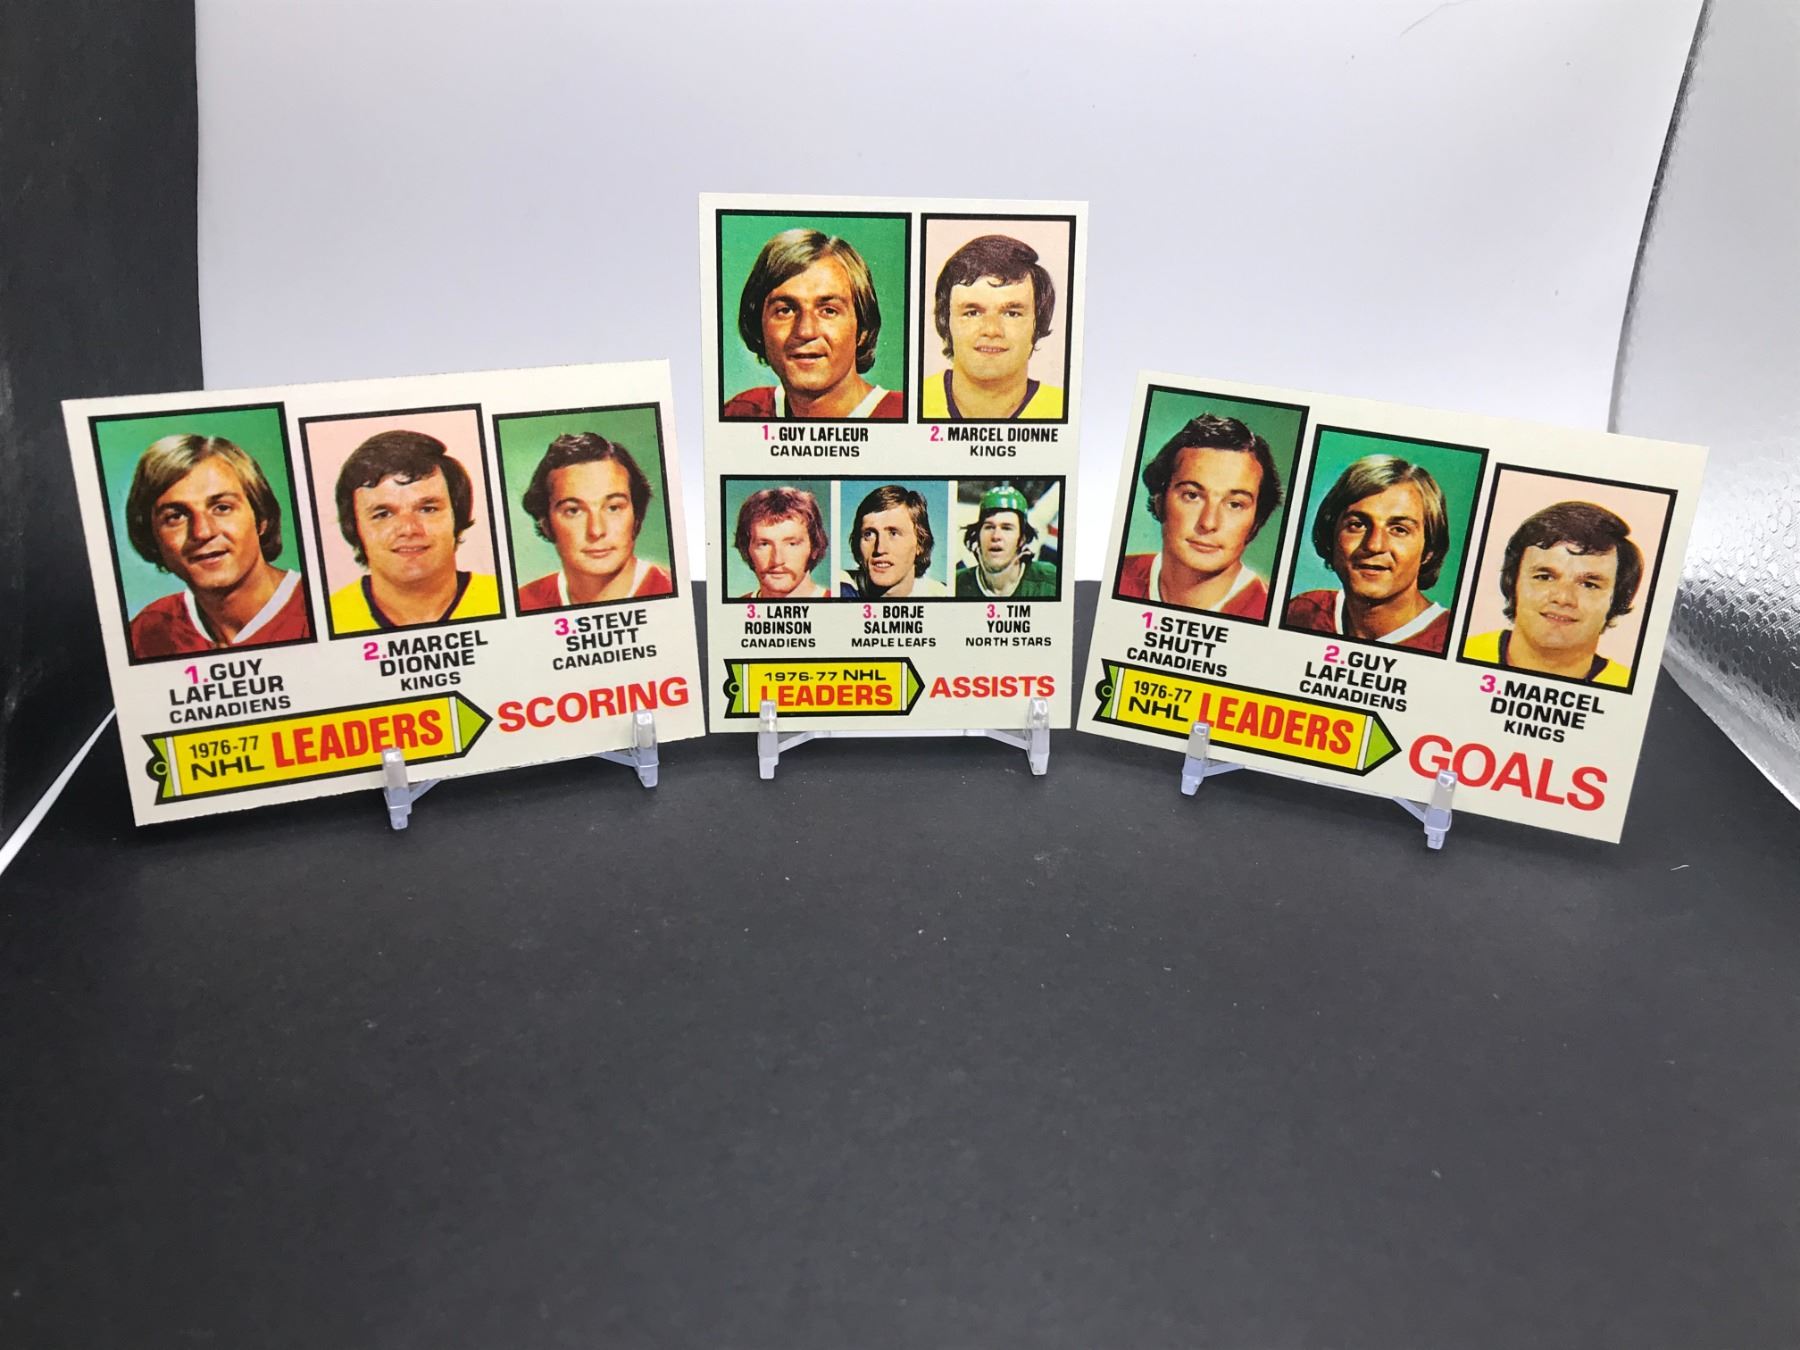 1.GUY
LAFLEUR
CANADIENS
2.MARCEL
DIONNE
KINGS
3.STEVE
SHUTT
CANADIENS
1976-77
NHL LEADERS
SCORING
1. GUY LAFLEUR
CANADIENS
2. MARCEL DIONNE
KINGS
3. LARRY
ROBINSON
CANADIENS
3. BORJE
SALMING
MAPLE LEAFS
3. TIM
YOUNG
NORTH STARS
1976-77 NHL
LEADERS
ASSISTS
1.STEVE
SHUTT
CANADIENS
2.GUY
LAFLEUR
CANADIENS
3.MARCEL
DIONNE
KINGS
1976-77
NHL LEADERS
GOALS